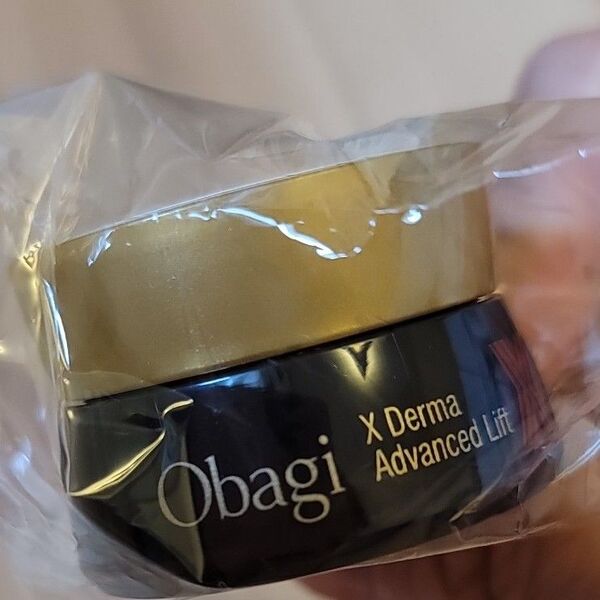 Obagi
X Derma
Advanced Lift
X